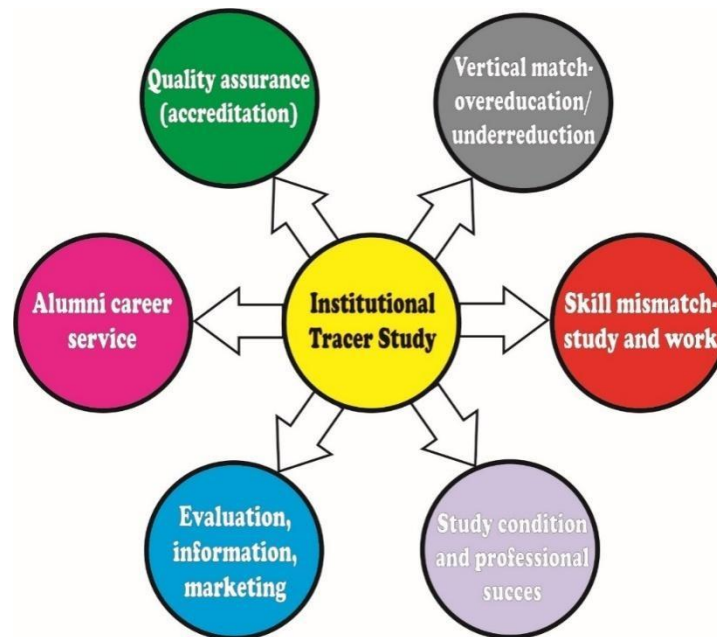 Quality assurance
(accreditation)
Vertical match-
overeducation/
underreduction
Alumni career
service
Institutional
Tracer Study
Skill mismatch-
study and work
Evaluation,
information,
marketing
Study condition
and professional
succes